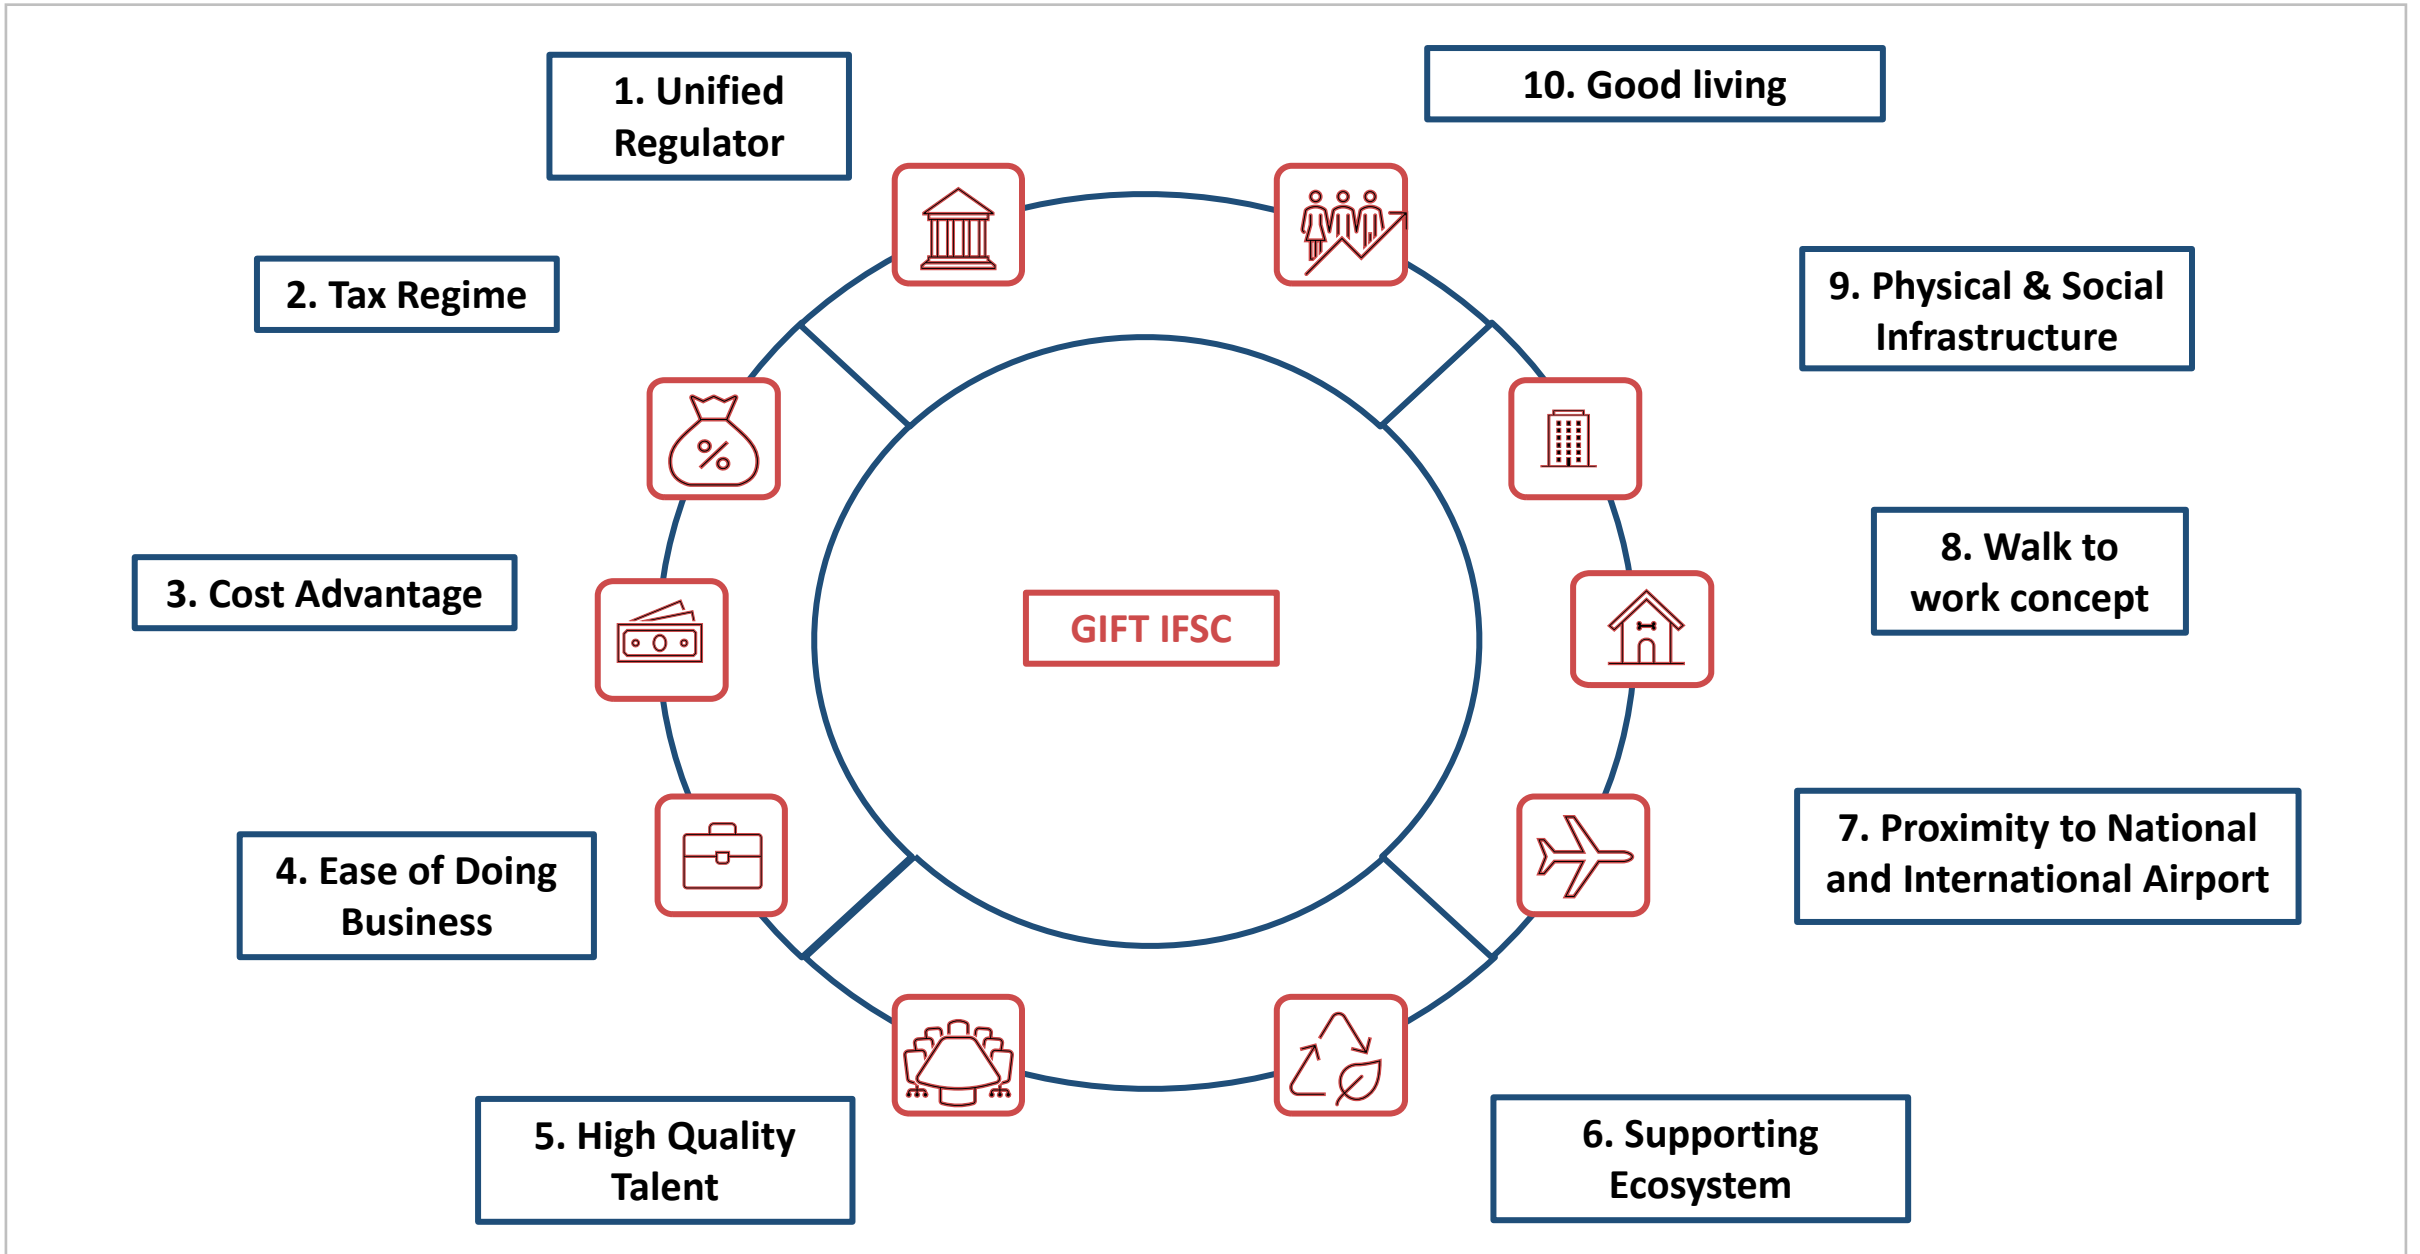 1. Unified
Regulator
2. Tax Regime
3. Cost Advantage
4. Ease of Doing
Business
5. High Quality
Talent
6. Supporting
Ecosystem
7. Proximity to National
and International Airport
8. Walk to
work concept
9. Physical & Social
Infrastructure
10. Good living
GIFT IFSC
%